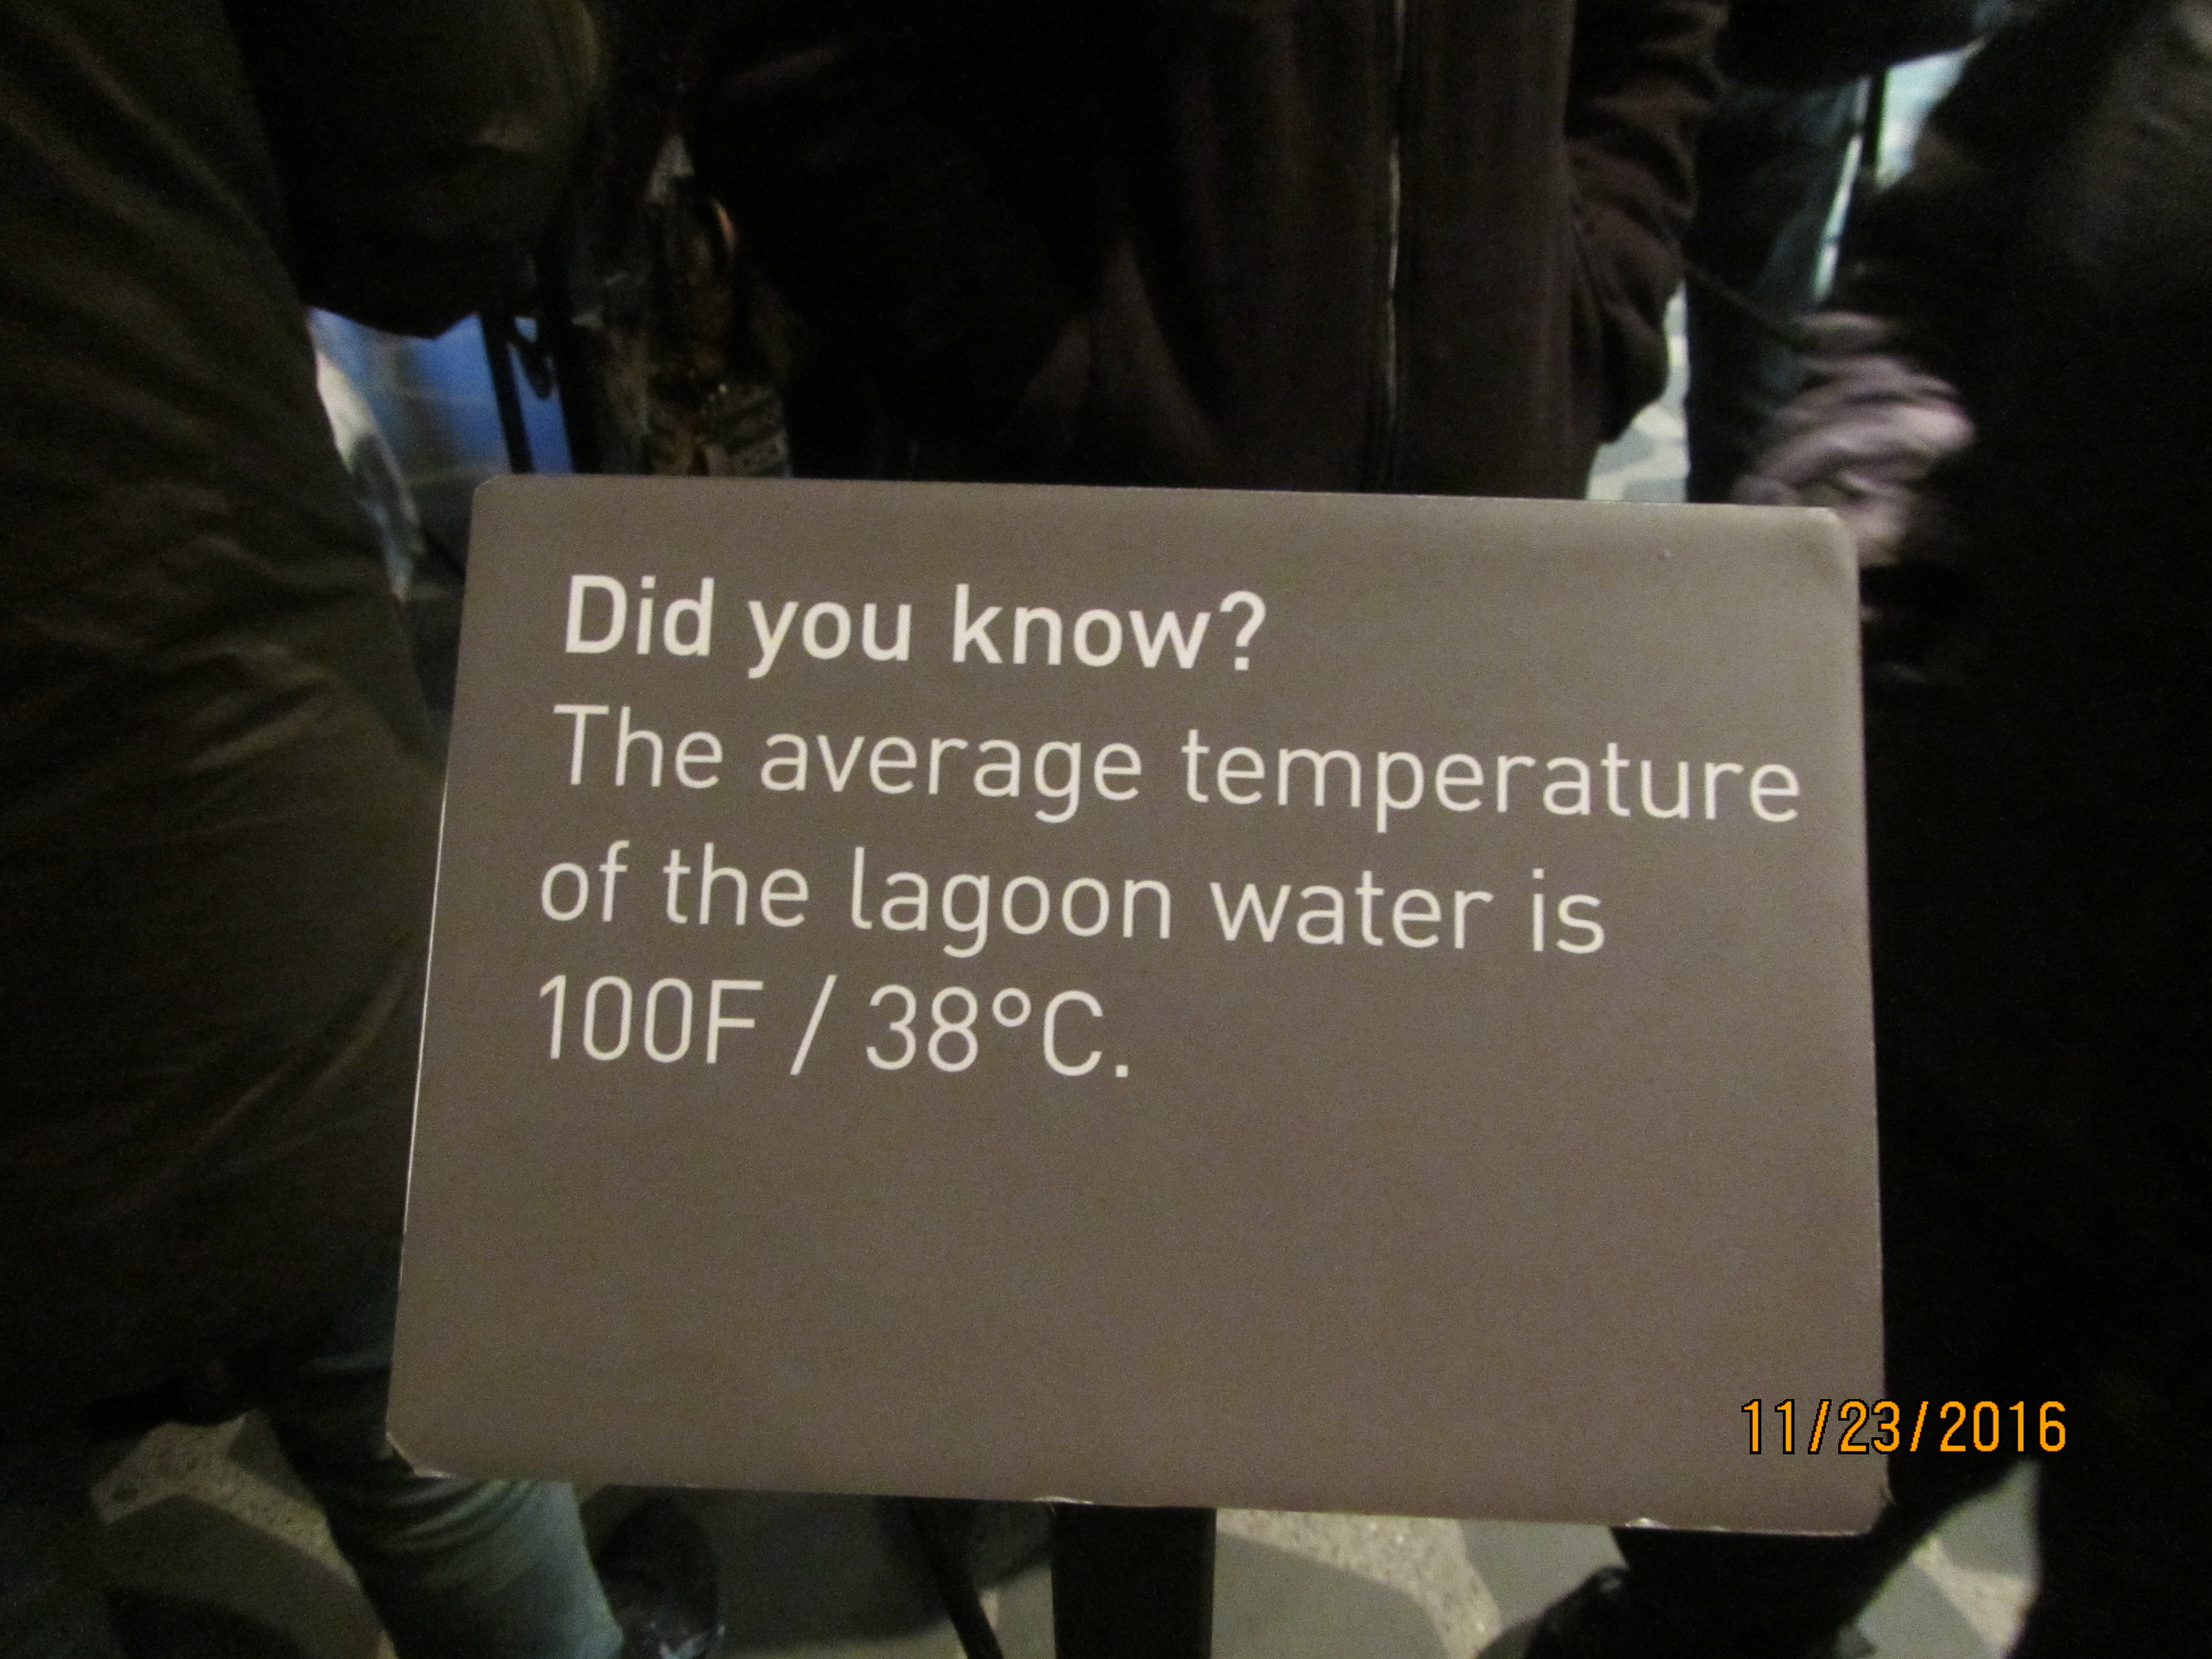 Did you know?
The average temperature
of the lagoon water is
100F / 38°C.
11/23/2016